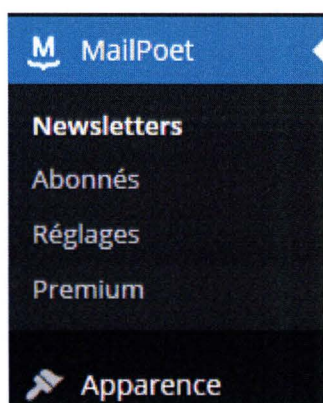 MailPoet
Newsletters
Abonnés
Réglages
Premium
Apparence